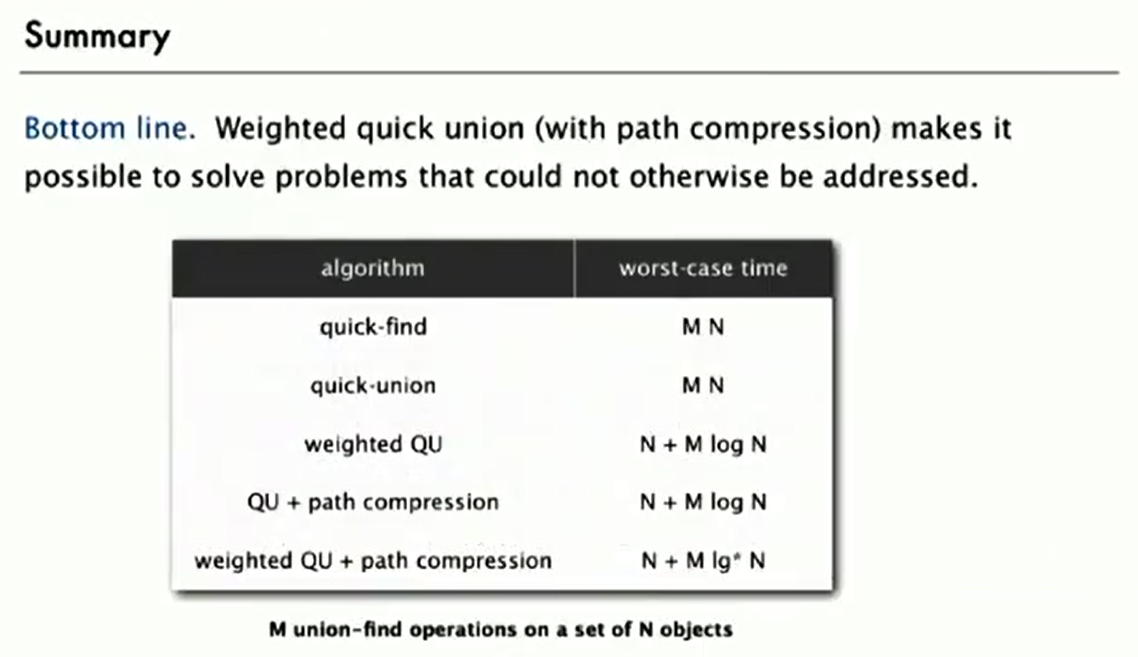 Summary
Bottom line. Weighted quick union (with path compression) makes it
possible to solve problems that could not otherwise be addressed.
algorithm worst-case time
quick-find M N
quick-union M N
weighted QU N + M log N
QU + path compression N + M log N
weighted QU + path compression N + M lg* N
M union-find operations on a set of N objects